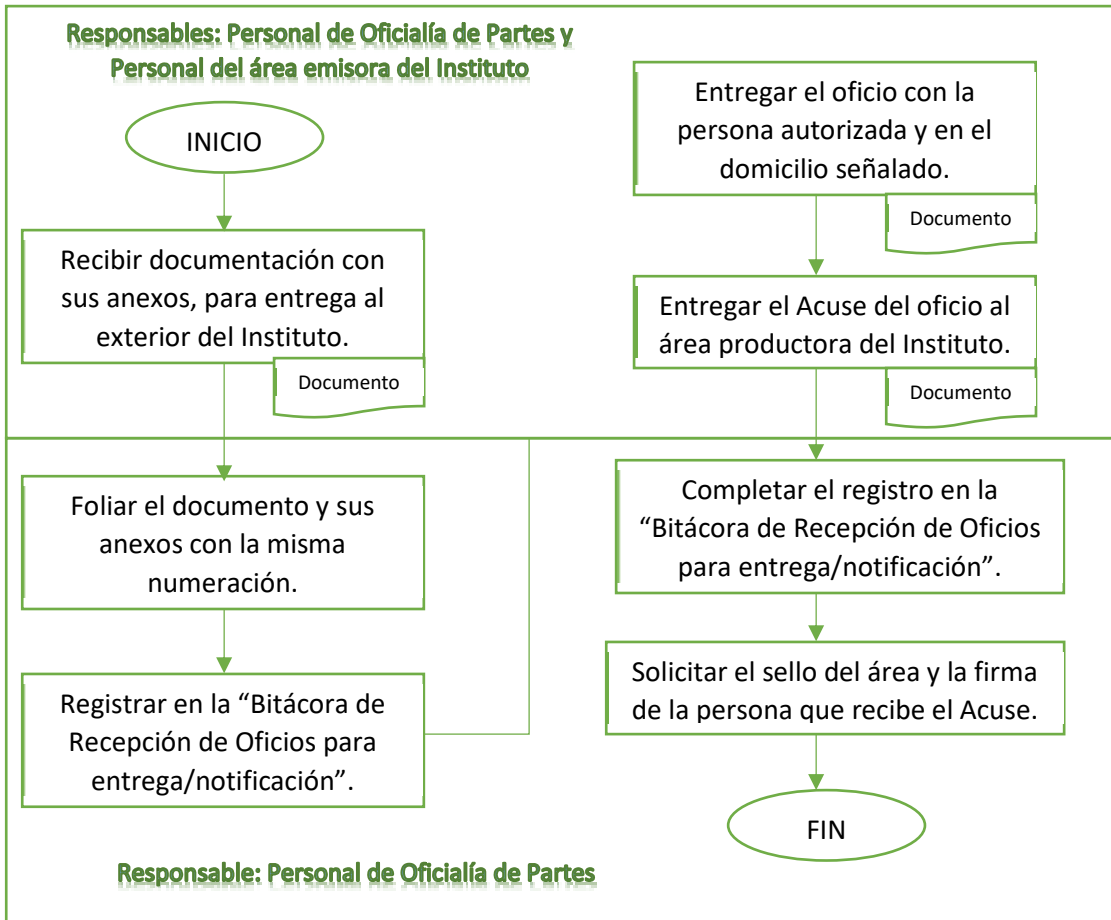 Responsables: Personal de Oficialía de Partes y
Personal del área emisora del Instituto
INICIO
Recibir documentación con
sus anexos, para entrega al
exterior del Instituto.
Documento
Foliar el documento y sus
anexos con la misma
numeración.
Registrar en la “Bitácora de
Recepción de Oficios para
entrega/notificación”.
Entregar el oficio con la
persona autorizada y en el
domicilio señalado.
Documento
Entregar el Acuse del oficio al
área productora del Instituto.
Documento
Completar el registro en la
“Bitácora de Recepción de Oficios
para entrega/notificación”.
Solicitar el sello del área y la firma
de la persona que recibe el Acuse.
FIN
Responsable: Personal de Oficialía de Partes